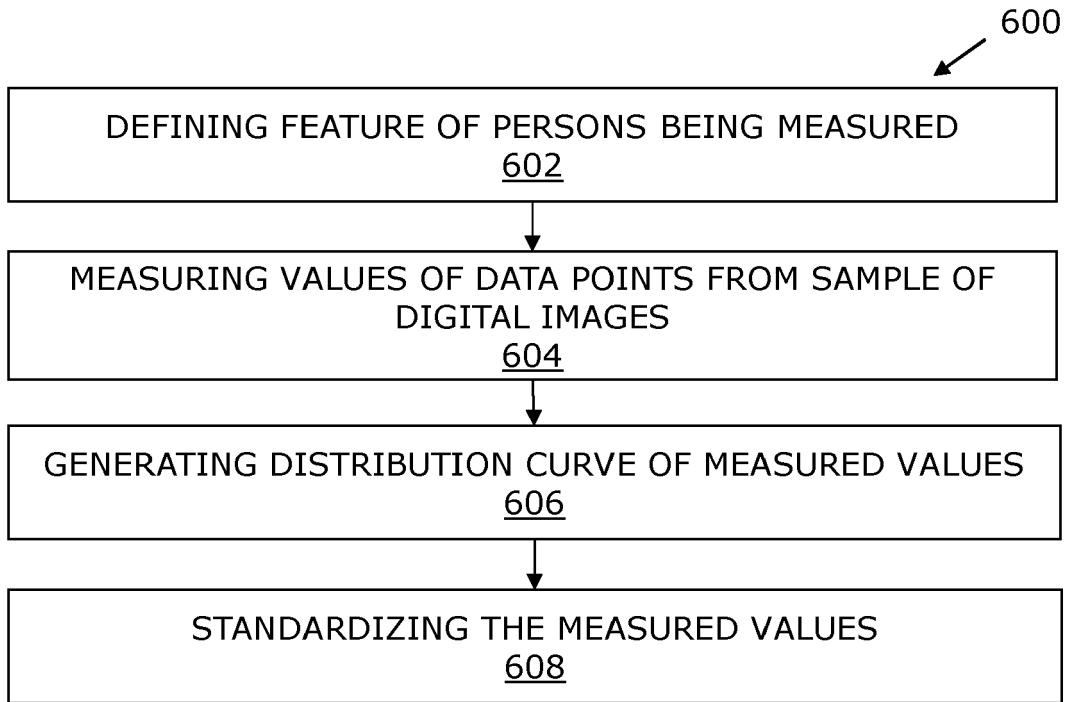 600
DEFINING FEATURE OF PERSONS BEING MEASURED
602
MEASURING VALUES OF DATA POINTS FROM SAMPLE OF
DIGITAL IMAGES
604
GENERATING DISTRIBUTION CURVE OF MEASURED VALUES
606
STANDARDIZING THE MEASURED VALUES
608